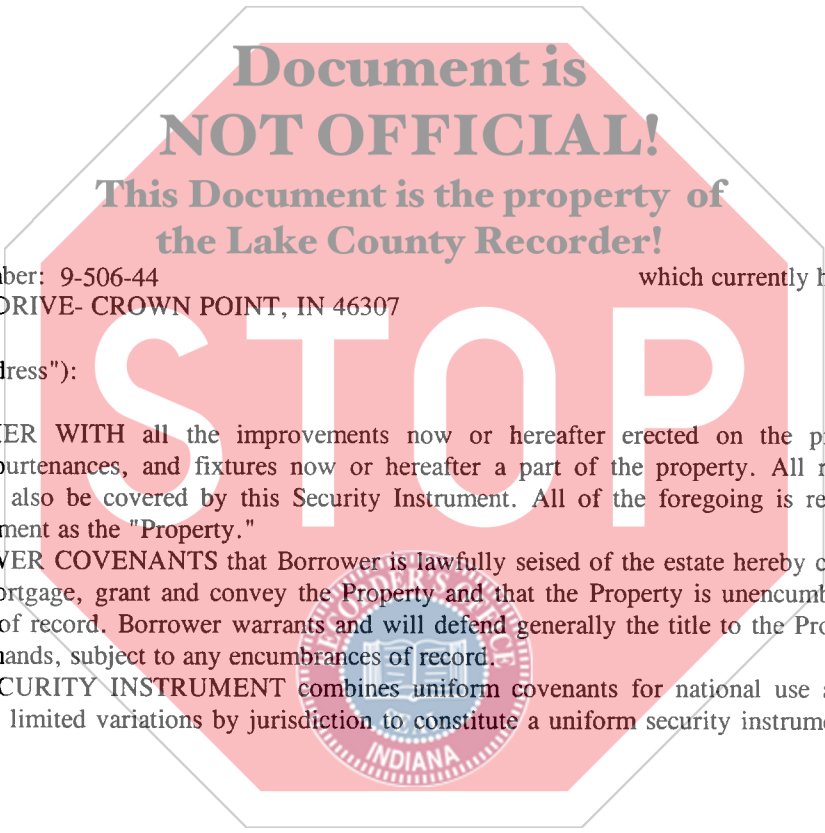 Document is
NOT OFFICIAL!
This Document is the property of
the Lake County Recorder!
ber: 9-506-44 which currently h
DRIVE- CROWN POINT, IN 46307
dress"):
STOP
ER WITH all the improvements now or hereafter erected on the p
purtenances, and fixtures now or hereafter a part of the property. All r
also be covered by this Security Instrument. All of the foregoing is re
ment as the "Property."
WER COVENANTS that Borrower is lawfully seised of the estate hereby c
ortgage, grant and convey the Property and that the Property is unencumb
of record. Borrower warrants and will defend generally the title to the Pro
ands, subject to any encumbrances of record.
RECORDER'S OFFICE
CURITY INSTRUMENT combines uniform covenants for national use a
limited variations by jurisdiction to constitute a uniform security instrume
INDIANA